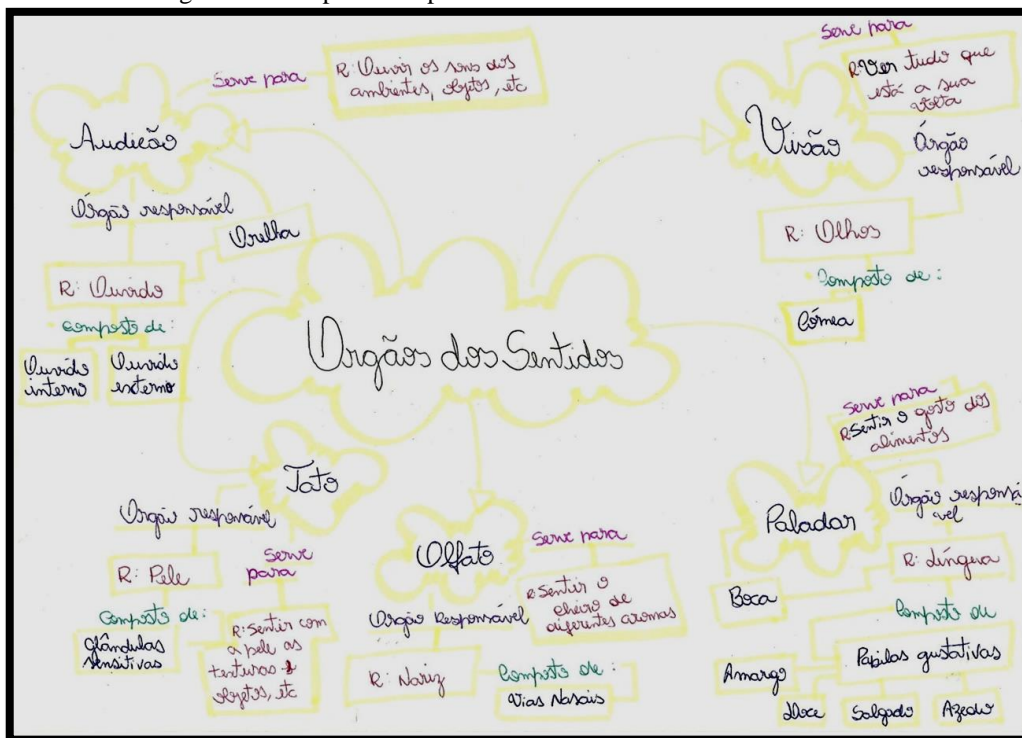 Serve para
R: Ouvir os sons dos
ambientes, objetos, etc
Audição
Órgão responsável
Orelha
R: Ouvido
Composto de:
Ouvido
interno
Ouvido
externo
Serve para
R: Ver tudo que
está a sua
volta
Visão
Órgão
responsável
R: Olhos
Composto de:
Córnea
Orgãos dos Sentidos
Tato
Orgão responsável
R: Pele
Serve
para
Composto de:
Glândulas
sensitivas
R: Sentir com
a pele as
texturas
objetos, etc
Olfato
Serve para
R: Sentir o
cheiro de
diferentes aromas
Orgão Responsável
R: Nariz
Composto de:
Vias Nasais
Serve para
R: Sentir o gosto dos
alimentos
Paladar
Órgão responsá
vel
R: Língua
Boca
Composto de
Papilas gustativas
Amargo
Doce
Salgado
Azedo